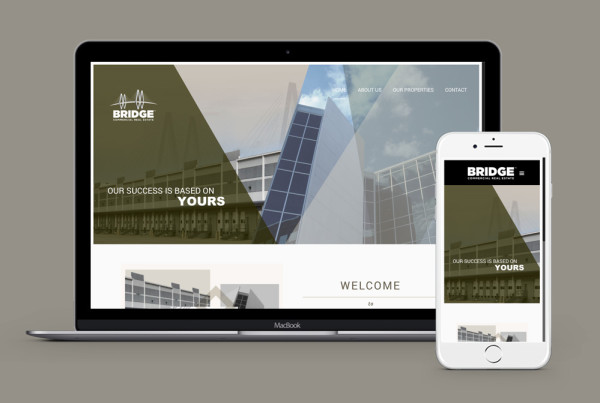 HOME ABOUT US OUR PROPERTIES CONTACT
BRIDGE
COMMERCIAL REAL ESTATE
OUR SUCCESS IS BASED ON
YOURS
WELCOME
MacBook
BRIDGE
COMMERCIAL REAL ESTATE
OUR SUCCESS IS BASED ON
YOURS